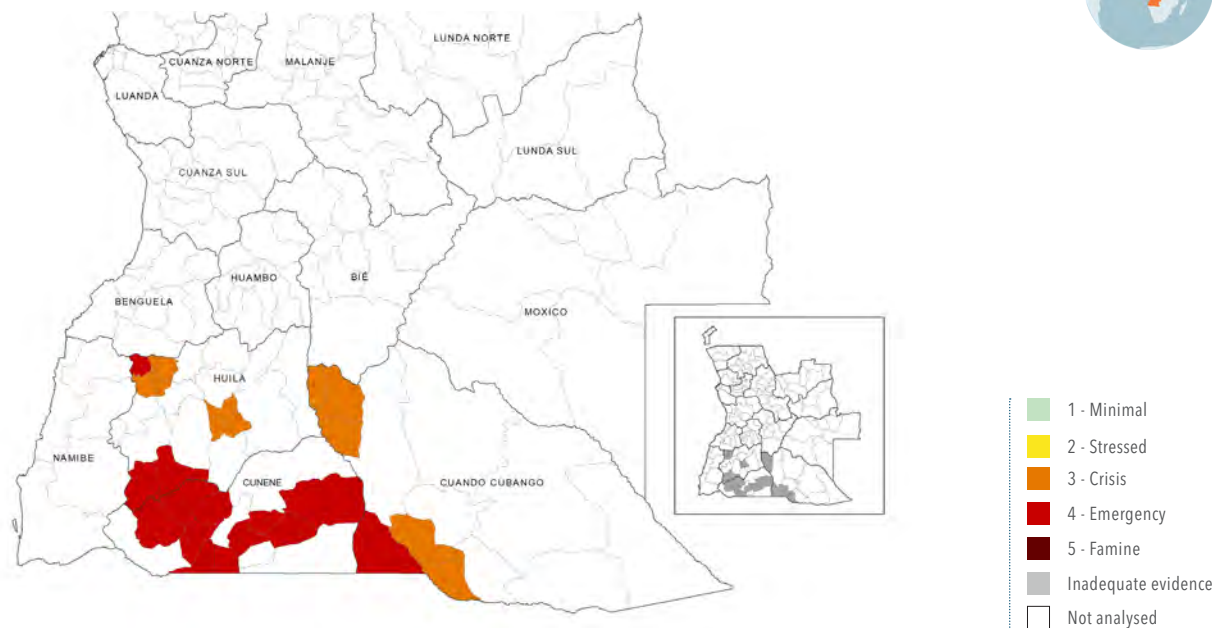 LUNDA NORTE
CUANZA NORTE
MALANJE
LUANDA
LUNDA SUL
CUANZA SUL
HUAMBO
BIÉ
BENGUELA
MOXICO
HUILA
NAMIBE
CUNENE
CUANDO CUBANGO
1 - Minimal
2 - Stressed
3 - Crisis
4 - Emergency
5 - Famine
Inadequate evidence
Not analysed